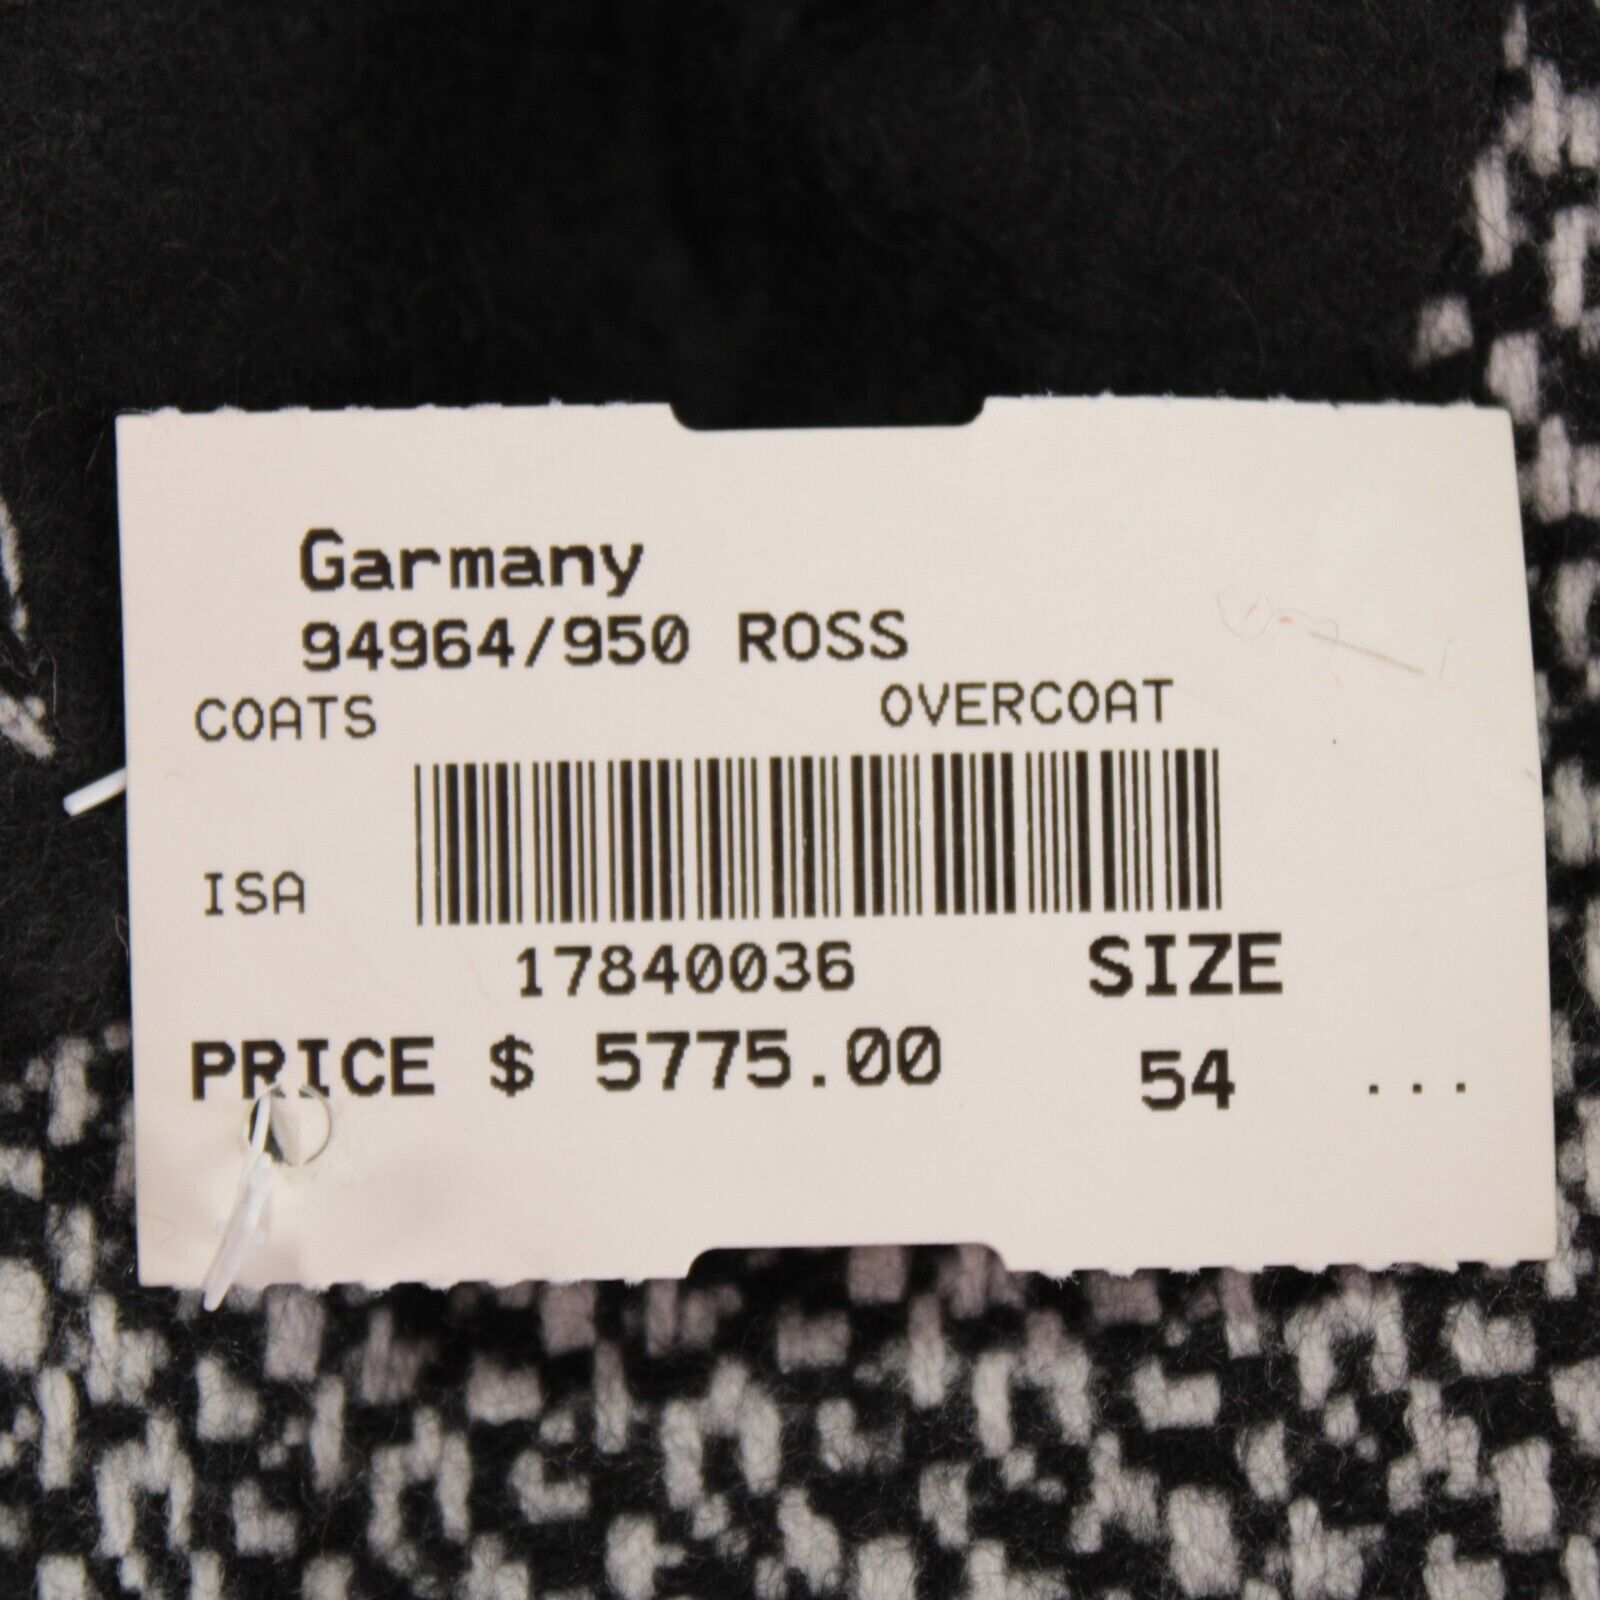 Garmany
94964/950 ROSS
COATS OVERCOAT
ISA
17840036 SIZE
PRICE $ 5775.00 54 ...